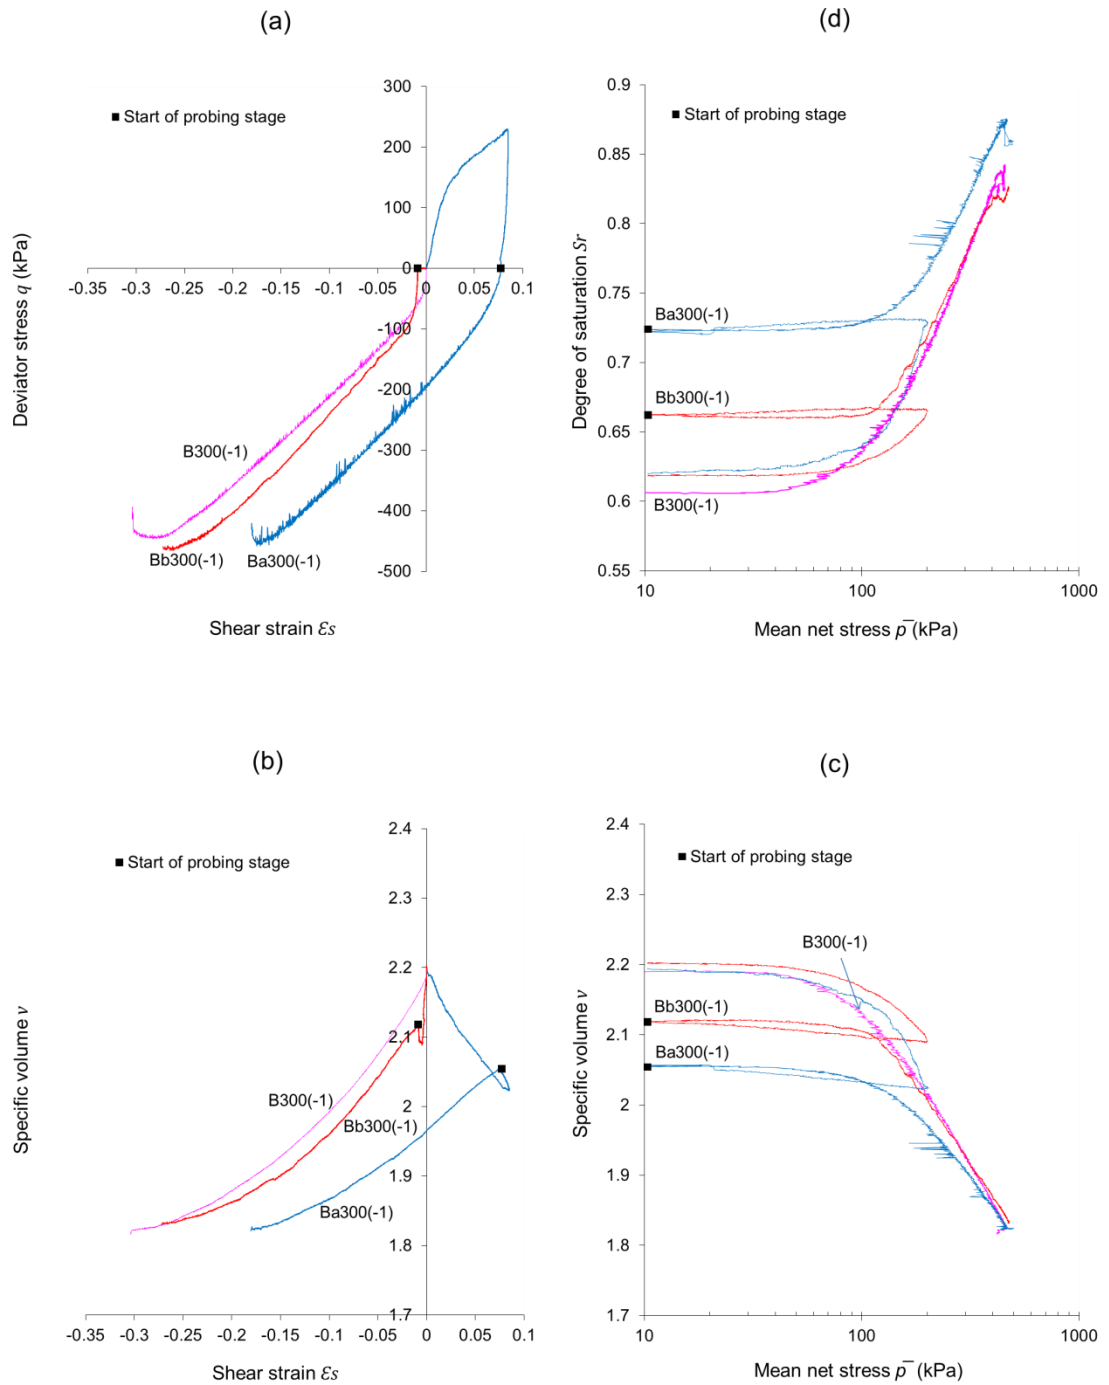 (a)
300
■ Start of probing stage
200
100
0
-0.35 -0.3 -0.25 -0.2 -0.15 -0.1 -0.05 0 0.05 0.1
-100
-200
B300(-1)
-300
-400
Bb300(-1) Ba300(-1)
-500
Deviator stress q (kPa)
Shear strain Ɛs
(d)
0.9
■ Start of probing stage
0.85
0.8
0.75
Ba300(-1)
0.7
Bb300(-1)
0.65
0.6
B300(-1)
0.55
10 100 1000
Degree of saturation Sr
Mean net stress p̅ (kPa)
(b)
2.4
■ Start of probing stage
2.3
2.2
2.1
B300(-1)
2
Bb300(-1)
1.9
Ba300(-1)
1.8
1.7
-0.35 -0.3 -0.25 -0.2 -0.15 -0.1 -0.05 0 0.05 0.1
Specific volume v
Shear strain Ɛs
(c)
2.4
■ Start of probing stage
2.3
B300(-1)
2.2
Bb300(-1)
2.1
Ba300(-1)
2
1.9
1.8
1.7
10 100 1000
Specific volume v
Mean net stress p̅ (kPa)